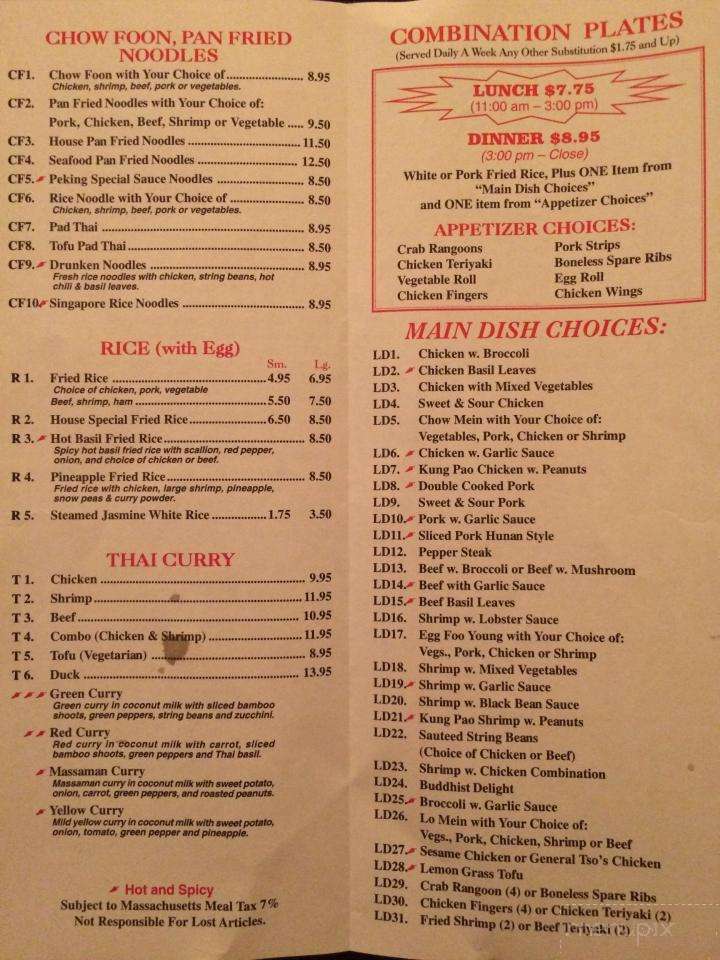 CHOW FOON, PAN FRIED
NOODLES
CF1. Chow Foon with Your Choice of.................... 8.95
Chicken, shrimp, beef, pork or vegetables.
CF2. Pan Fried Noodles with Your Choice of:
Pork, Chicken, Beef, Shrimp or Vegetable ..... 9.50
CF3. House Pan Fried Noodles ..............................11.50
CF4. Seafood Pan Fried Noodles ............................ 12.50
CF5. Peking Special Sauce Noodles ....................... 8.50
CF6. Rice Noodle with Your Choice of ................... 8.50
Chicken, shrimp, beef, pork or vegetables.
CF7. Pad Thai .......................................................... 8.95
CF8. Tofu Pad Thai.................................................. 8.50
CF9. Drunken Noodles ............................................ 8.95
Fresh rice noodles with chicken, string beans, hot
chili & basil leaves.
CF10. Singapore Rice Noodles ................................. 8.95
RICE (with Egg)
Sm. Lg.
R 1. Fried Rice .......................................4.95 6.95
Choice of chicken, pork, vegetable
Beef, shrimp, ham ..................................5.50 7.50
R 2. House Special Fried Rice....................6.50 8.50
R 3. Hot Basil Fried Rice....................................... 8.50
Spicy hot basil fried rice with scallion, red pepper,
onion, and choice of chicken or beef.
R 4. Pineapple Fried Rice.......................................8.50
Fried rice with chicken, large shrimp, pineapple,
snow peas & curry powder.
R 5. Steamed Jasmine White Rice ..............1.75 3.50
THAI CURRY
T 1. Chicken .......................................................... 9.95
T 2. Shrimp............................................................11.95
T 3. Beef................................................................10.95
T 4. Combo (Chicken & Shrimp) .........................11.95
T 5. Tofu (Vegetarian) ......................................... 8.95
T 6. Duck ..............................................................13.95
Green Curry
Green curry in coconut milk with sliced bamboo
shoots, green peppers, string beans and zucchini.
Red Curry
Red curry in coconut milk with carrot, sliced
bamboo shoots, green peppers and Thai basil.
Massaman Curry
Massaman curry in coconut milk with sweet potato,
onion, carrot, green peppers, and roasted peanuts.
Yellow Curry
Mild yellow curry in coconut milk with sweet potato,
onion, tomato, green pepper and pineapple.
Hot and Spicy
Subject to Massachusetts Meal Tax 7%
Not Responsible For Lost Articles.
COMBINATION PLATES
(Served Daily A Week Any Other Substitution $1.75 and Up)
LUNCH $7.75
(11:00 am – 3:00 pm)
DINNER $8.95
(3:00 pm – Close)
White or Pork Fried Rice, Plus ONE Item from
“Main Dish Choices”
and ONE item from “Appetizer Choices”
APPETIZER CHOICES:
Crab Rangoons Pork Strips
Chicken Teriyaki Boneless Spare Ribs
Vegetable Roll Egg Roll
Chicken Fingers Chicken Wings
MAIN DISH CHOICES:
LD1. Chicken w. Broccoli
LD2. Chicken Basil Leaves
LD3. Chicken with Mixed Vegetables
LD4. Sweet & Sour Chicken
LD5. Chow Mein with Your Choice of:
Vegetables, Pork, Chicken or Shrimp
LD6. Chicken w. Garlic Sauce
LD7. Kung Pao Chicken w. Peanuts
LD8. Double Cooked Pork
LD9. Sweet & Sour Pork
LD10. Pork w. Garlic Sauce
LD11. Sliced Pork Hunan Style
LD12. Pepper Steak
LD13. Beef w. Broccoli or Beef w. Mushroom
LD14. Beef with Garlic Sauce
LD15. Beef Basil Leaves
LD16. Shrimp w. Lobster Sauce
LD17. Egg Foo Young with Your Choice of:
Vegs., Pork, Chicken or Shrimp
LD18. Shrimp w. Mixed Vegetables
LD19. Shrimp w. Garlic Sauce
LD20. Shrimp w. Black Bean Sauce
LD21. Kung Pao Shrimp w. Peanuts
LD22. Sauteed String Beans
(Choice of Chicken or Beef)
LD23. Shrimp w. Chicken Combination
LD24. Buddhist Delight
LD25. Broccoli w. Garlic Sauce
LD26. Lo Mein with Your Choice of:
Vegs., Pork, Chicken, Shrimp or Beef
LD27. Sesame Chicken or General Tso's Chicken
LD28. Lemon Grass Tofu
LD29. Crab Rangoon (4) or Boneless Spare Ribs
LD30. Chicken Fingers (4) or Chicken Teriyaki (2)
LD31. Fried Shrimp (2) or Beef Teriyaki (2)